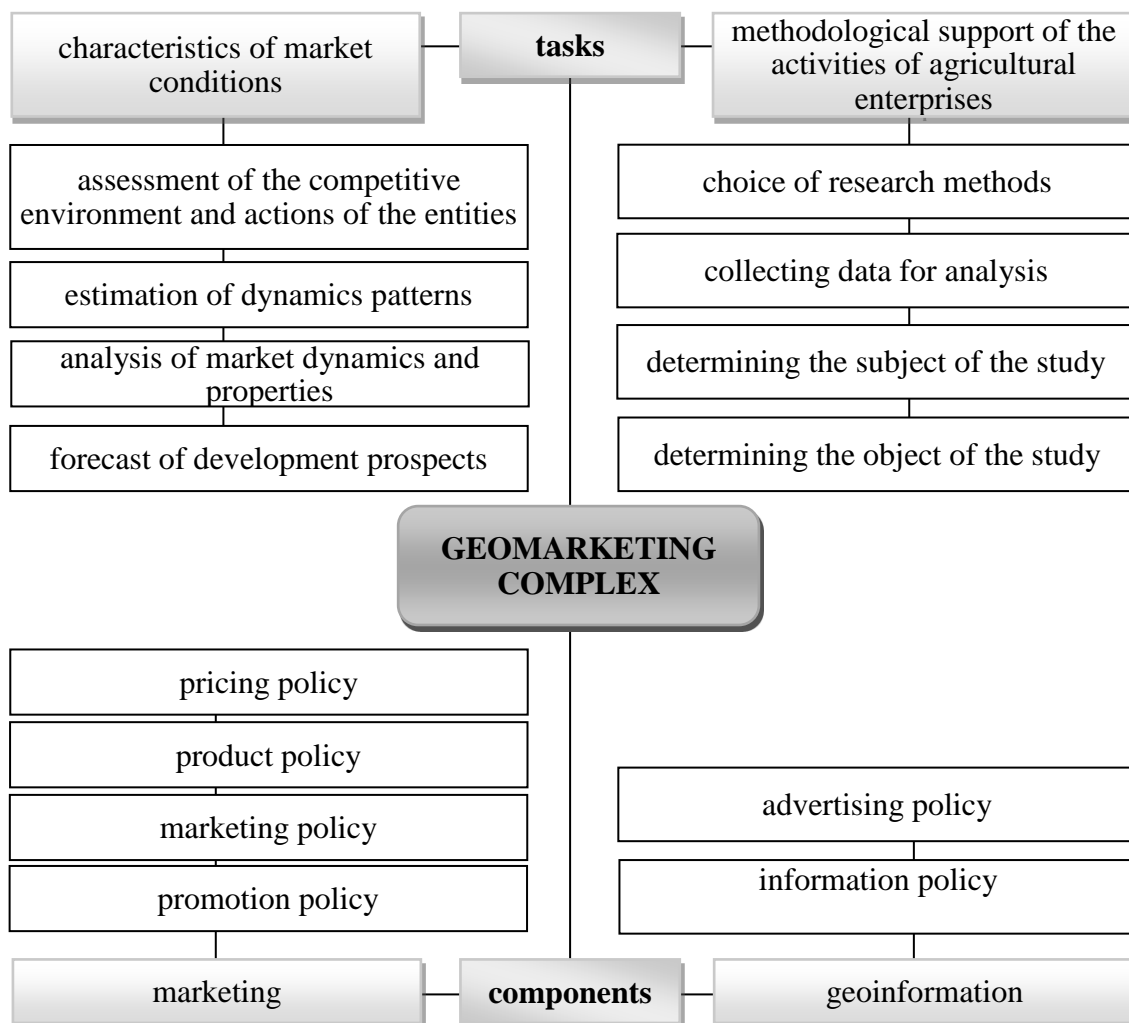 characteristics of market
conditions
tasks
methodological support of the
activities of agricultural
enterprises
assessment of the competitive
environment and actions of the entities
estimation of dynamics patterns
analysis of market dynamics and
properties
forecast of development prospects
choice of research methods
collecting data for analysis
determining the subject of the study
determining the object of the study
GEOMARKETING
COMPLEX
pricing policy
product policy
marketing policy
promotion policy
advertising policy
information policy
marketing
components
geoinformation